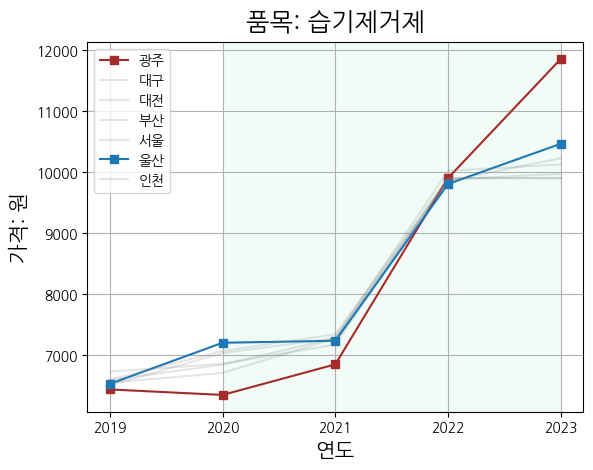 품목: 습기제거제
12000
11000
10000
9000
8000
7000
가격: 원
광주
대구
대전
부산
서울
울산
인천
2019
2020
2021
2022
2023
연도